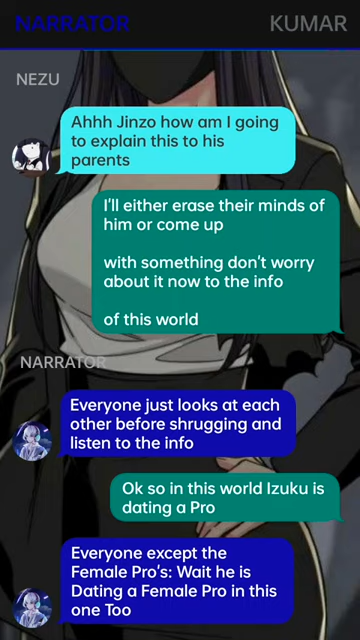 NARRATOR
KUMAR
NEZU
Ahhh Jinzo how am I going
to explain this to his
parents
I'll either erase their minds of
him or come up
with something don't worry
about it now to the info
of this world
NARRATOR
Everyone just looks at each
other before shrugging and
listen to the info
Ok so in this world Izuku is
dating a Pro
Everyone except the
Female Pro's: Wait he is
Dating a Female Pro in this
one Too